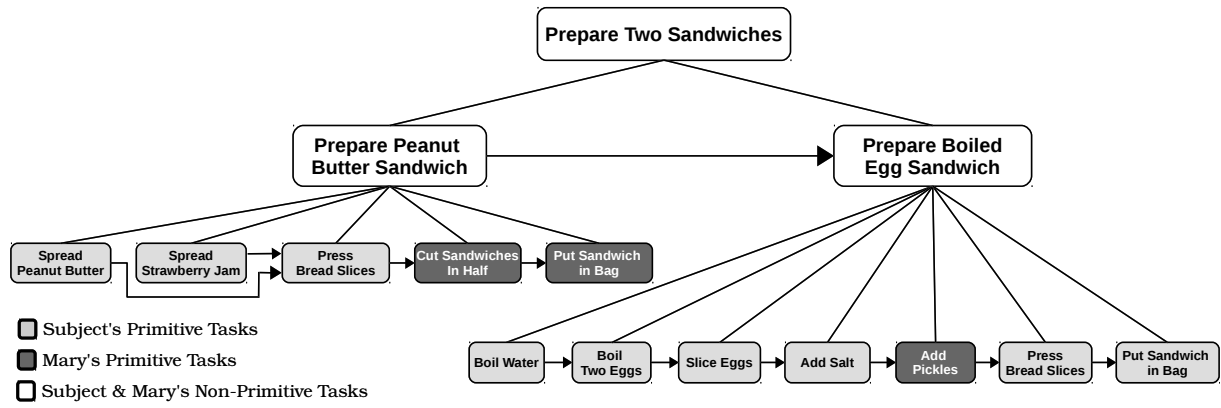 Prepare Two Sandwiches
Prepare Peanut
Butter Sandwich
Prepare Boiled
Egg Sandwich
Spread
Peanut Butter
Spread
Strawberry Jam
Press
Bread Slices
Cut Sandwiches
In Half
Put Sandwich
in Bag
Subject's Primitive Tasks
Mary's Primitive Tasks
Subject & Mary's Non-Primitive Tasks
Boil Water
Boil
Two Eggs
Slice Eggs
Add Salt
Add
Pickles
Press
Bread Slices
Put Sandwich
in Bag